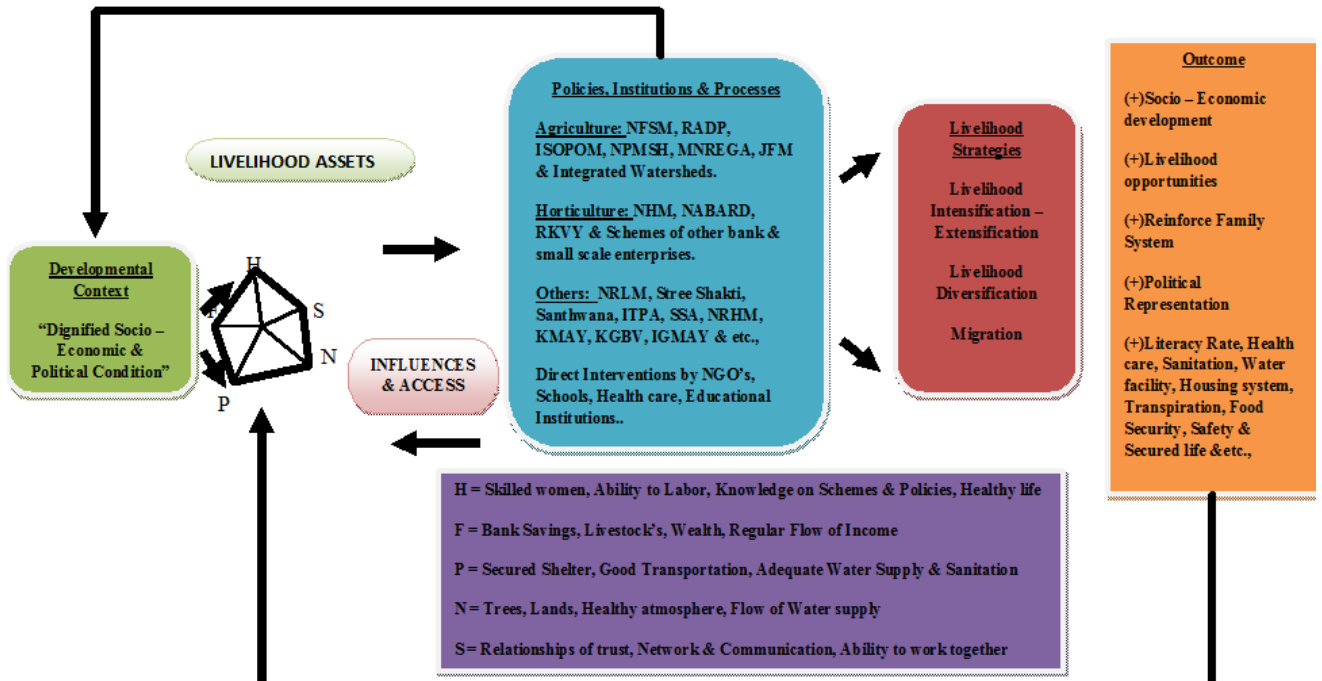 LIVELIHOOD ASSETS
Developmental
Context
“Dignified Socio –
Economic &
Political Condition”
H
F
S
N
P
INFLUENCES
& ACCESS
Policies, Institutions & Processes
Agriculture: NFSM, RADP,
ISOPOM, NPMSH, MNREGA, JFM
& Integrated Watersheds.
Horticulture: NHM, NABARD,
RKVY & Schemes of other bank &
small scale enterprises.
Others: NRLM, Stree Shakti,
Santhwana, ITPA, SSA, NRHM,
KMAY, KGBV, IGMAY & etc.,
Direct Interventions by NGO’s,
Schools, Health care, Educational
Institutions..
Livelihood
Strategies
Livelihood
Intensification –
Extensification
Livelihood
Diversification
Migration
Outcome
(+)Socio – Economic
development
(+)Livelihood
opportunities
(+)Reinforce Family
System
(+)Political
Representation
(+)Literacy Rate, Health
care, Sanitation, Water
facility, Housing system,
Transpiration, Food
Security, Safety &
Secured life &etc.,
H = Skilled women, Ability to Labor, Knowledge on Schemes & Policies, Healthy life
F = Bank Savings, Livestock’s, Wealth, Regular Flow of Income
P = Secured Shelter, Good Transportation, Adequate Water Supply & Sanitation
N = Trees, Lands, Healthy atmosphere, Flow of Water supply
S= Relationships of trust, Network & Communication, Ability to work together